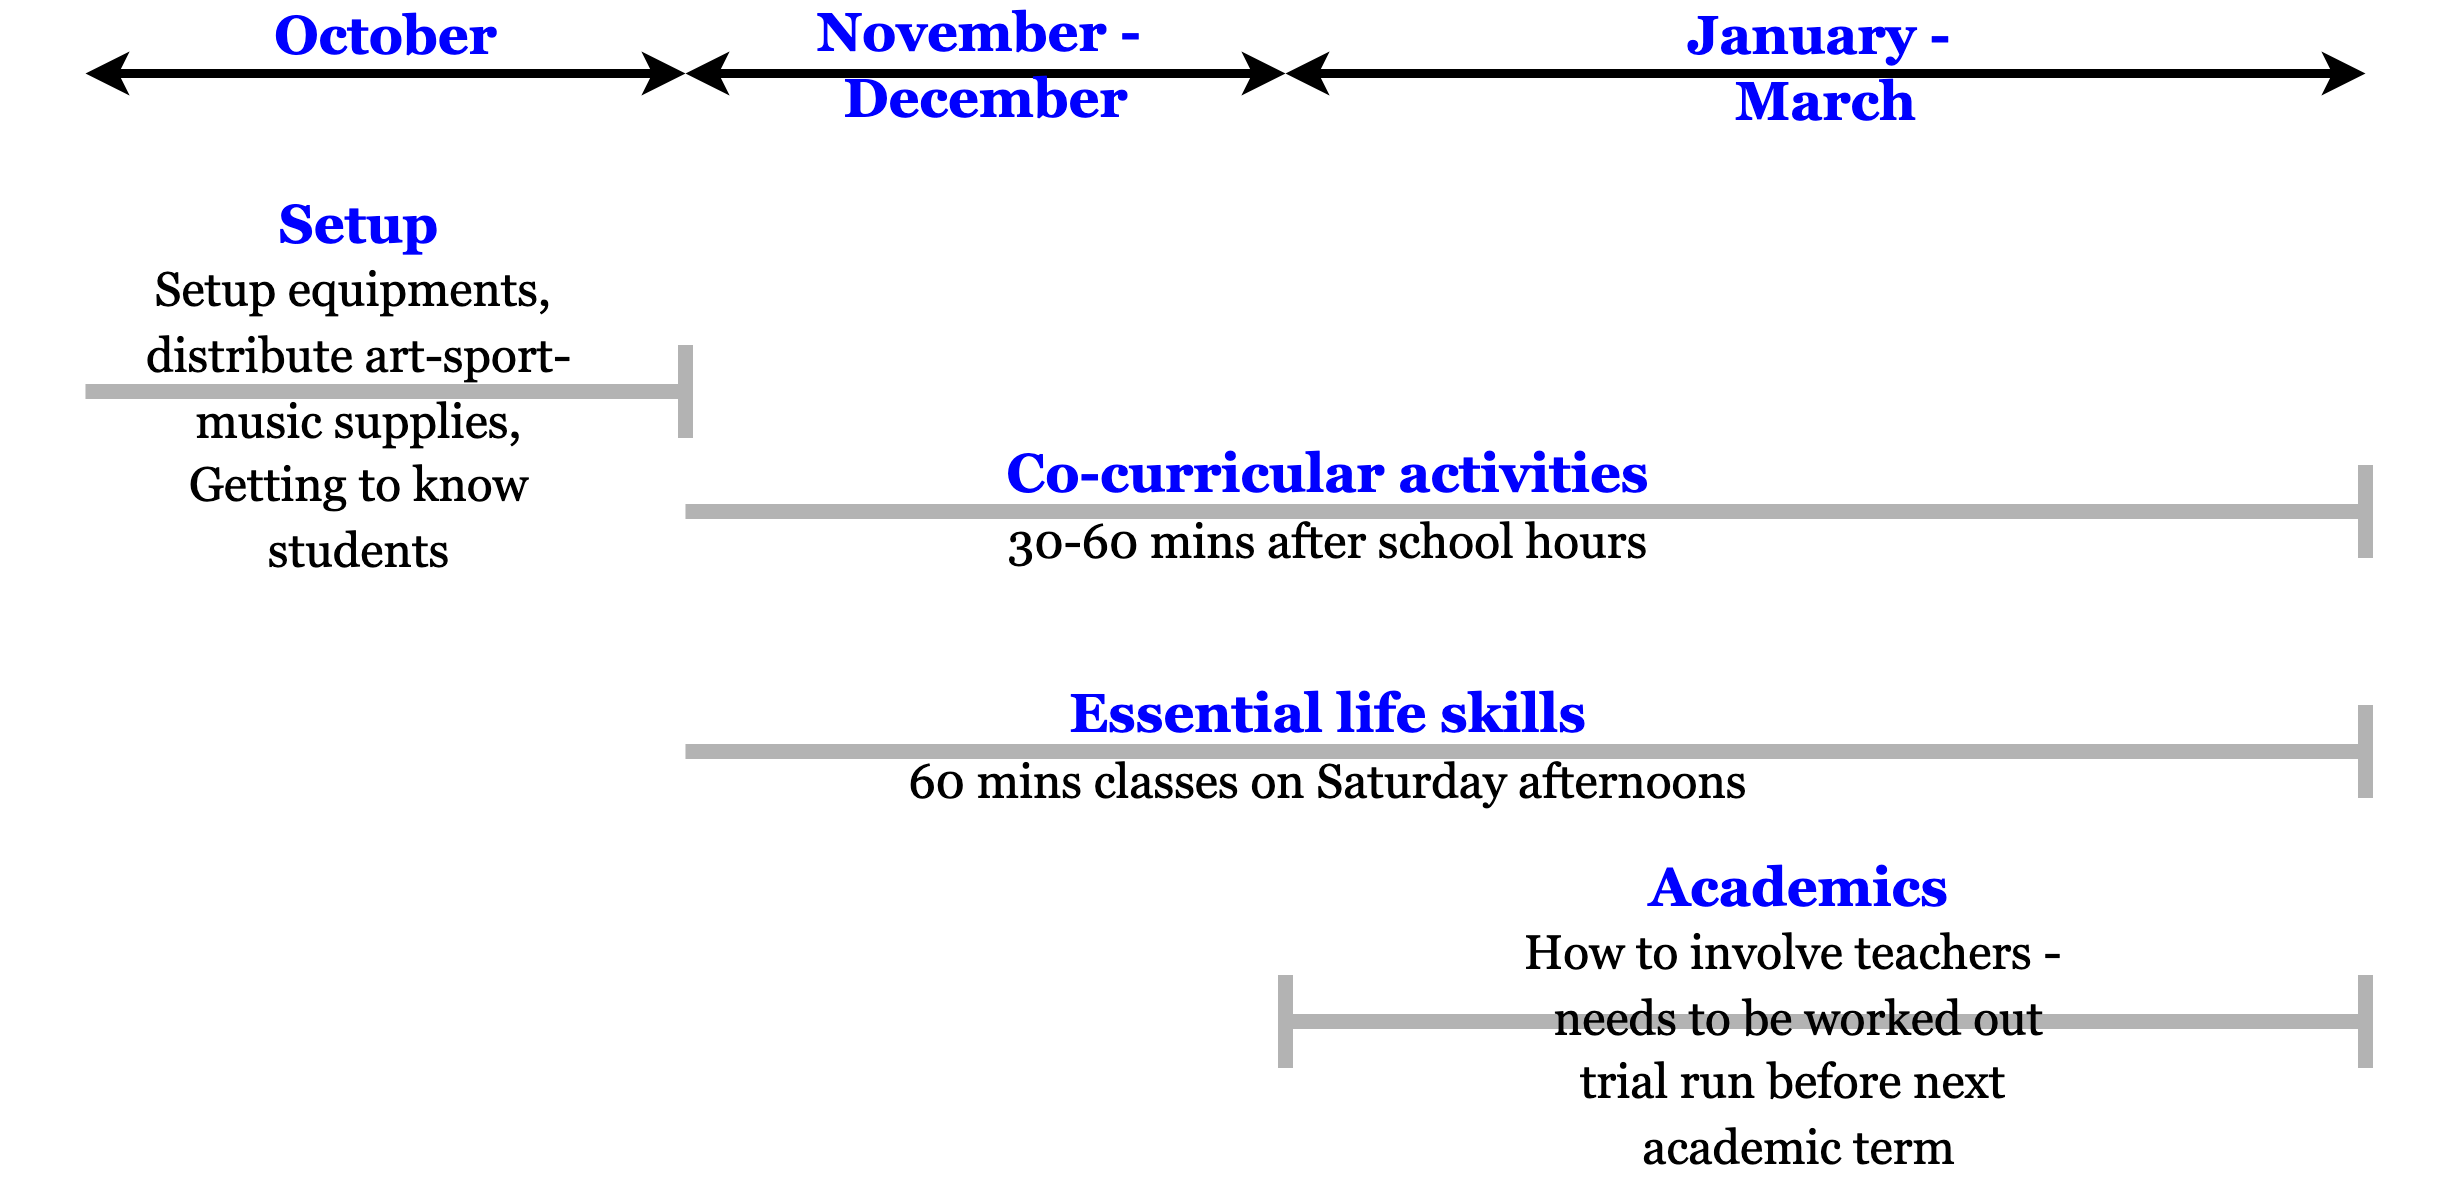 October
November -
December
January -
March
Setup
Setup equipments,
distribute art-sport-
music supplies,
Getting to know
students
Co-curricular activities
30-60 mins after school hours
Essential life skills
60 mins classes on Saturday afternoons
Academics
How to involve teachers -
needs to be worked out
trial run before next
academic term